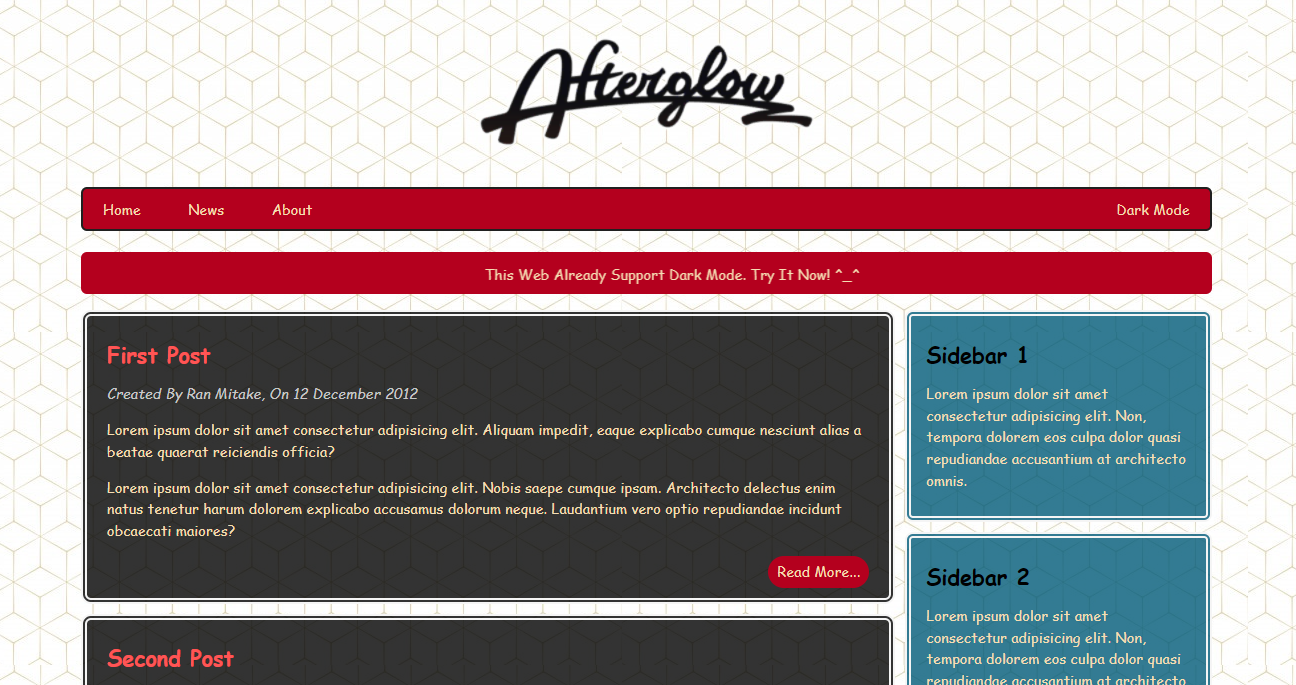 Afterglow
Home News About Dark Mode
This Web Already Support Dark Mode. Try It Now! ^_^
First Post
Created By Ran Mitake, On 12 December 2012
Lorem ipsum dolor sit amet consectetur adipisicing elit. Aliquam impedit, eaque explicabo cumque nesciunt alias a
beatae quaerat reiciendis officia?
Lorem ipsum dolor sit amet consectetur adipisicing elit. Nobis saepe cumque ipsam. Architecto delectus enim
natus tenetur harum dolorem explicabo accusamus dolorum neque. Laudantium vero optio repudiandae incidunt
obcaecati maiores?
Read More...
Second Post
Sidebar 1
Lorem ipsum dolor sit amet
consectetur adipisicing elit. Non,
tempora dolorem eos culpa dolor quasi
repudiandae accusantium at architecto
omnis.
Sidebar 2
Lorem ipsum dolor sit amet
consectetur adipisicing elit. Non,
tempora dolorem eos culpa dolor quasi
repudiandae accusantium at architecto